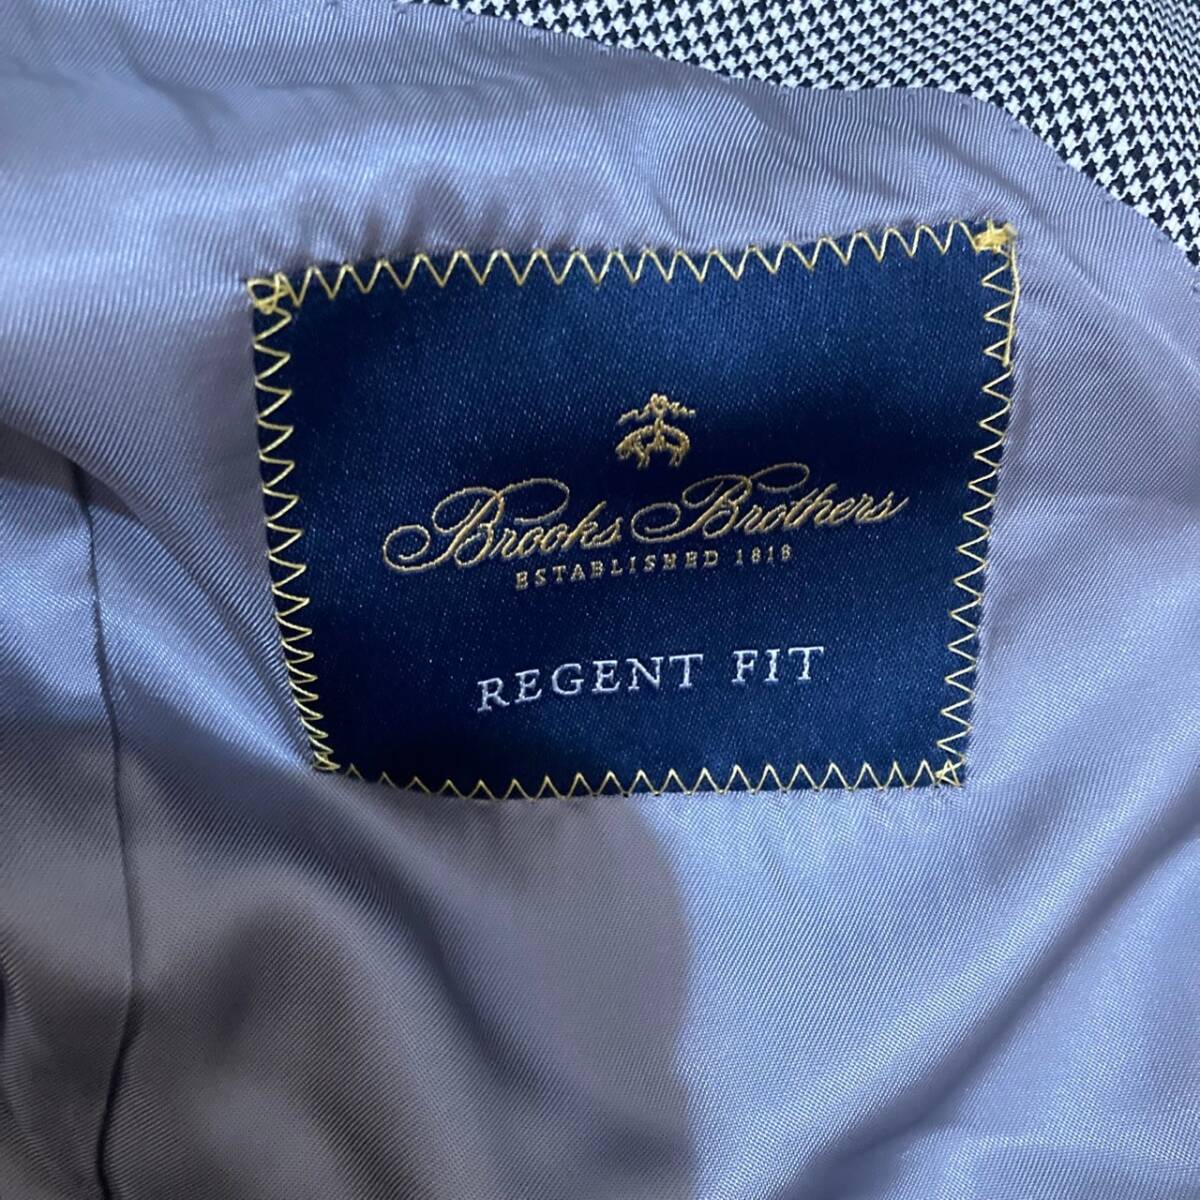 Brooks Brothers
ESTABLISHED 1818
REGENT FIT